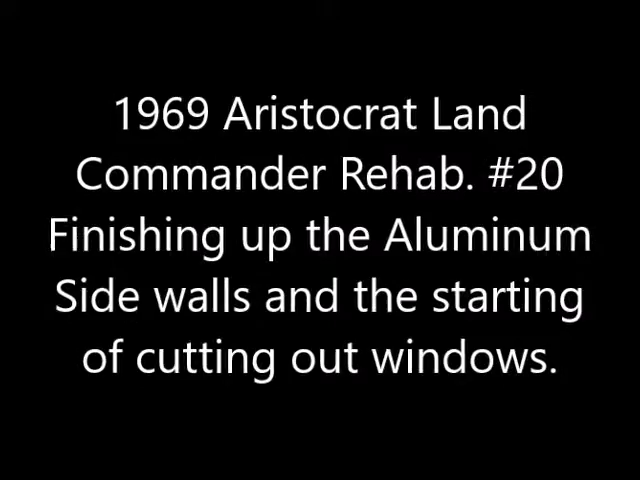 1969 Aristocrat Land
Commander Rehab. #20
Finishing up the Aluminum
Side walls and the starting
of cutting out windows.